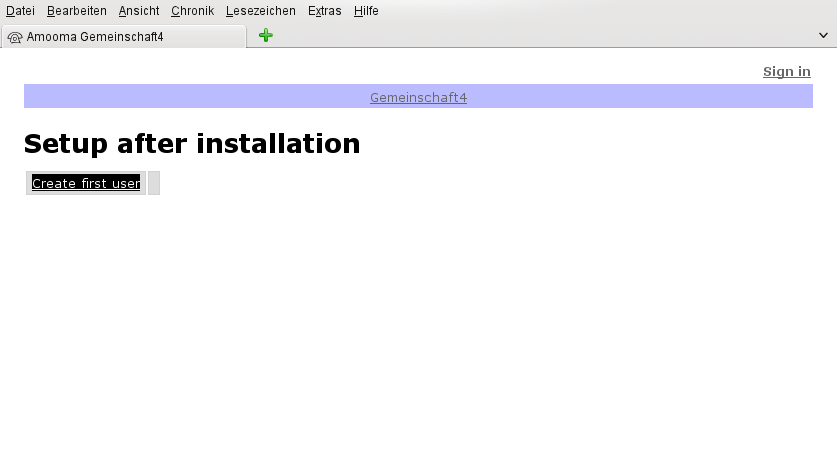 Datei Bearbeiten Ansicht Chronik Lesezeichen Extras Hilfe
Amooma Gemeinschaft4
Sign in
Gemeinschaft4
Setup after installation
Create first user